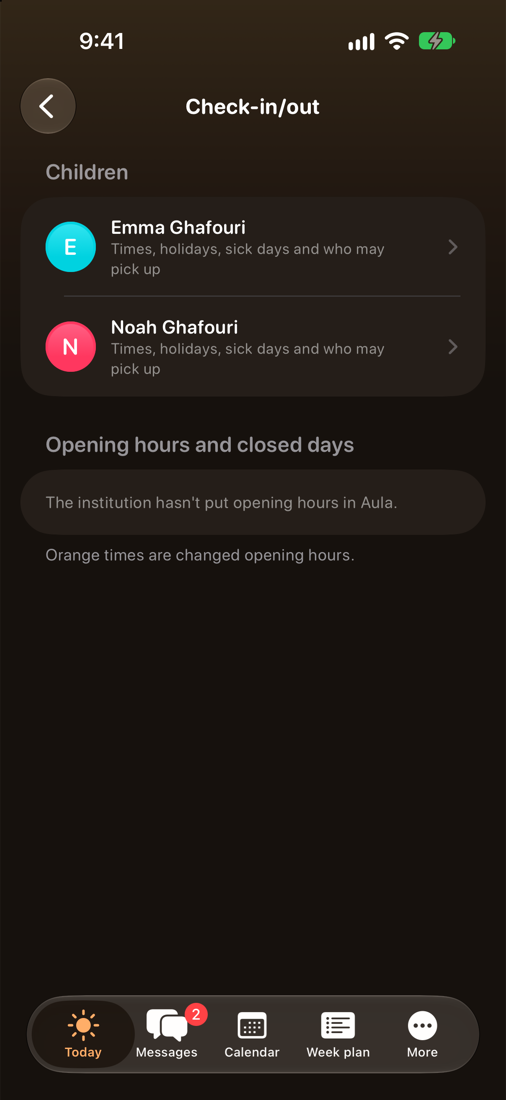 9:41
Check-in/out
Children
E
Emma Ghafouri
Times, holidays, sick days and who may
pick up
N
Noah Ghafouri
Times, holidays, sick days and who may
pick up
Opening hours and closed days
The institution hasn't put opening hours in Aula.
Orange times are changed opening hours.
2
Today
Messages
Calendar
Week plan
More